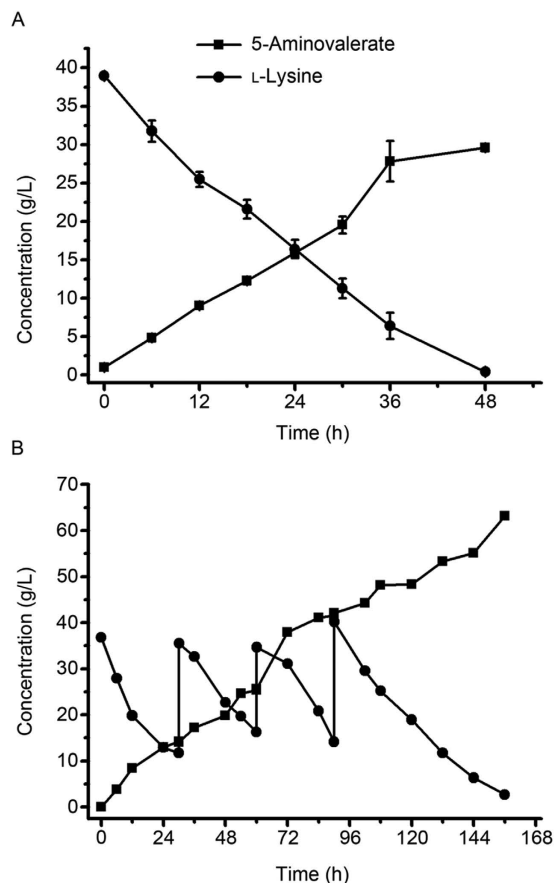 A
5-Aminovalerate
L-Lysine
40
35
30
25
20
15
10
5
0
Concentration (g/L)
0 12 24 36 48
Time (h)
B
70
60
50
40
30
20
10
0
Concentration (g/L)
0 24 48 72 96 120 144 168
Time (h)